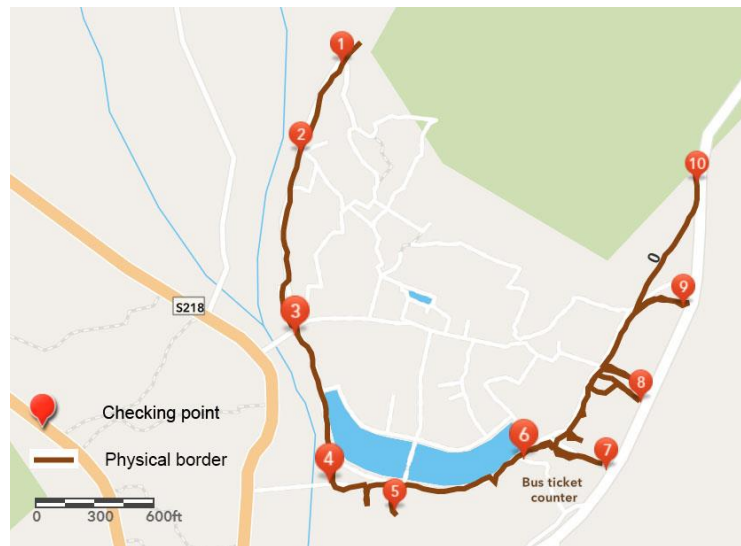 1
2
10
0
9
S218
3
8
Checking point
6
7
Physical border
4
5
Bus ticket
counter
0 300 600ft